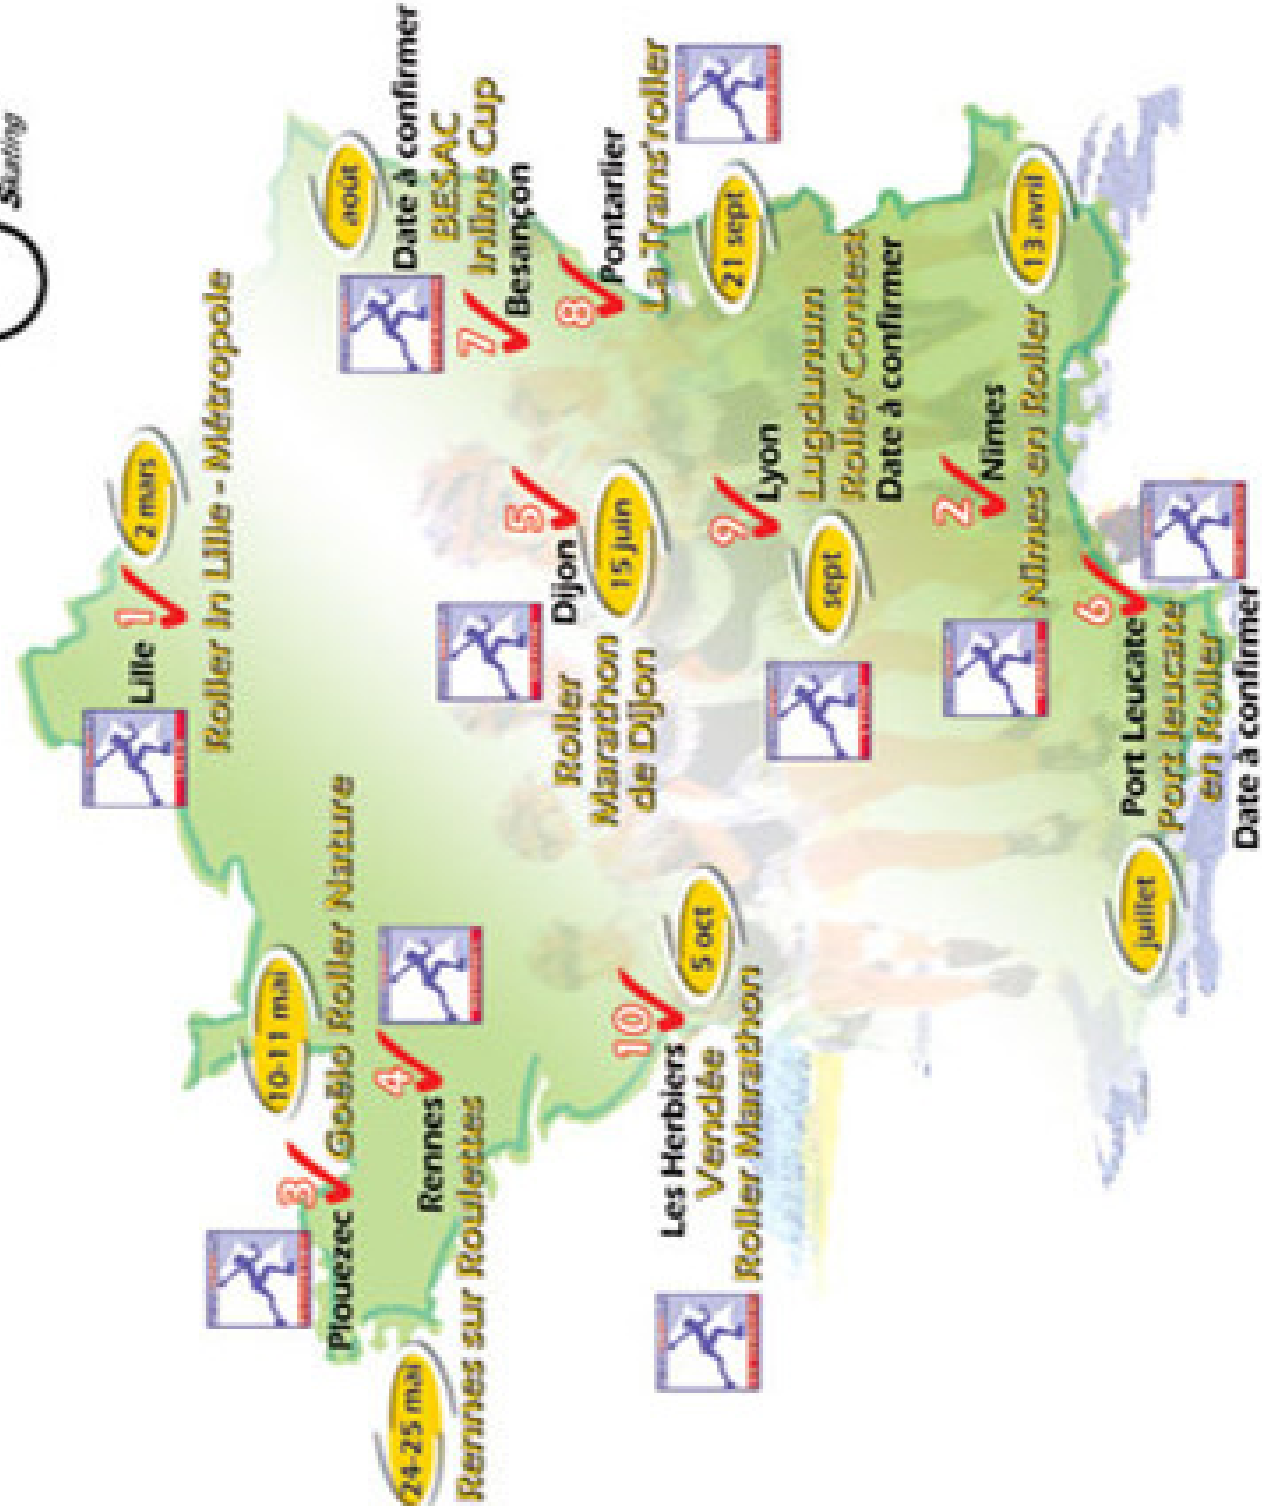 Skating
2 mars
Lille
1
Roller In Lille - Métropole
10-11 mai
3
Plouezec
Goëlo Roller Nature
24-25 mai
4
Rennes
Rennes sur Roulettes
août
Date à confirmer
BESAC
Inline Cup
7
Besançon
5
Dijon
15 juin
Roller
Marathon
de Dijon
8
Pontarlier
La Trans'roller
21 sept
10
5 oct
Les Herbiers
Vendée
Roller Marathon
9
Lyon
Lugdunum
Roller Contest
Date à confirmer
sept
2
Nimes
13 avril
Nîmes en Roller
6
Port Leucate
Port leucate
en Roller
Date à confirmer
juillet